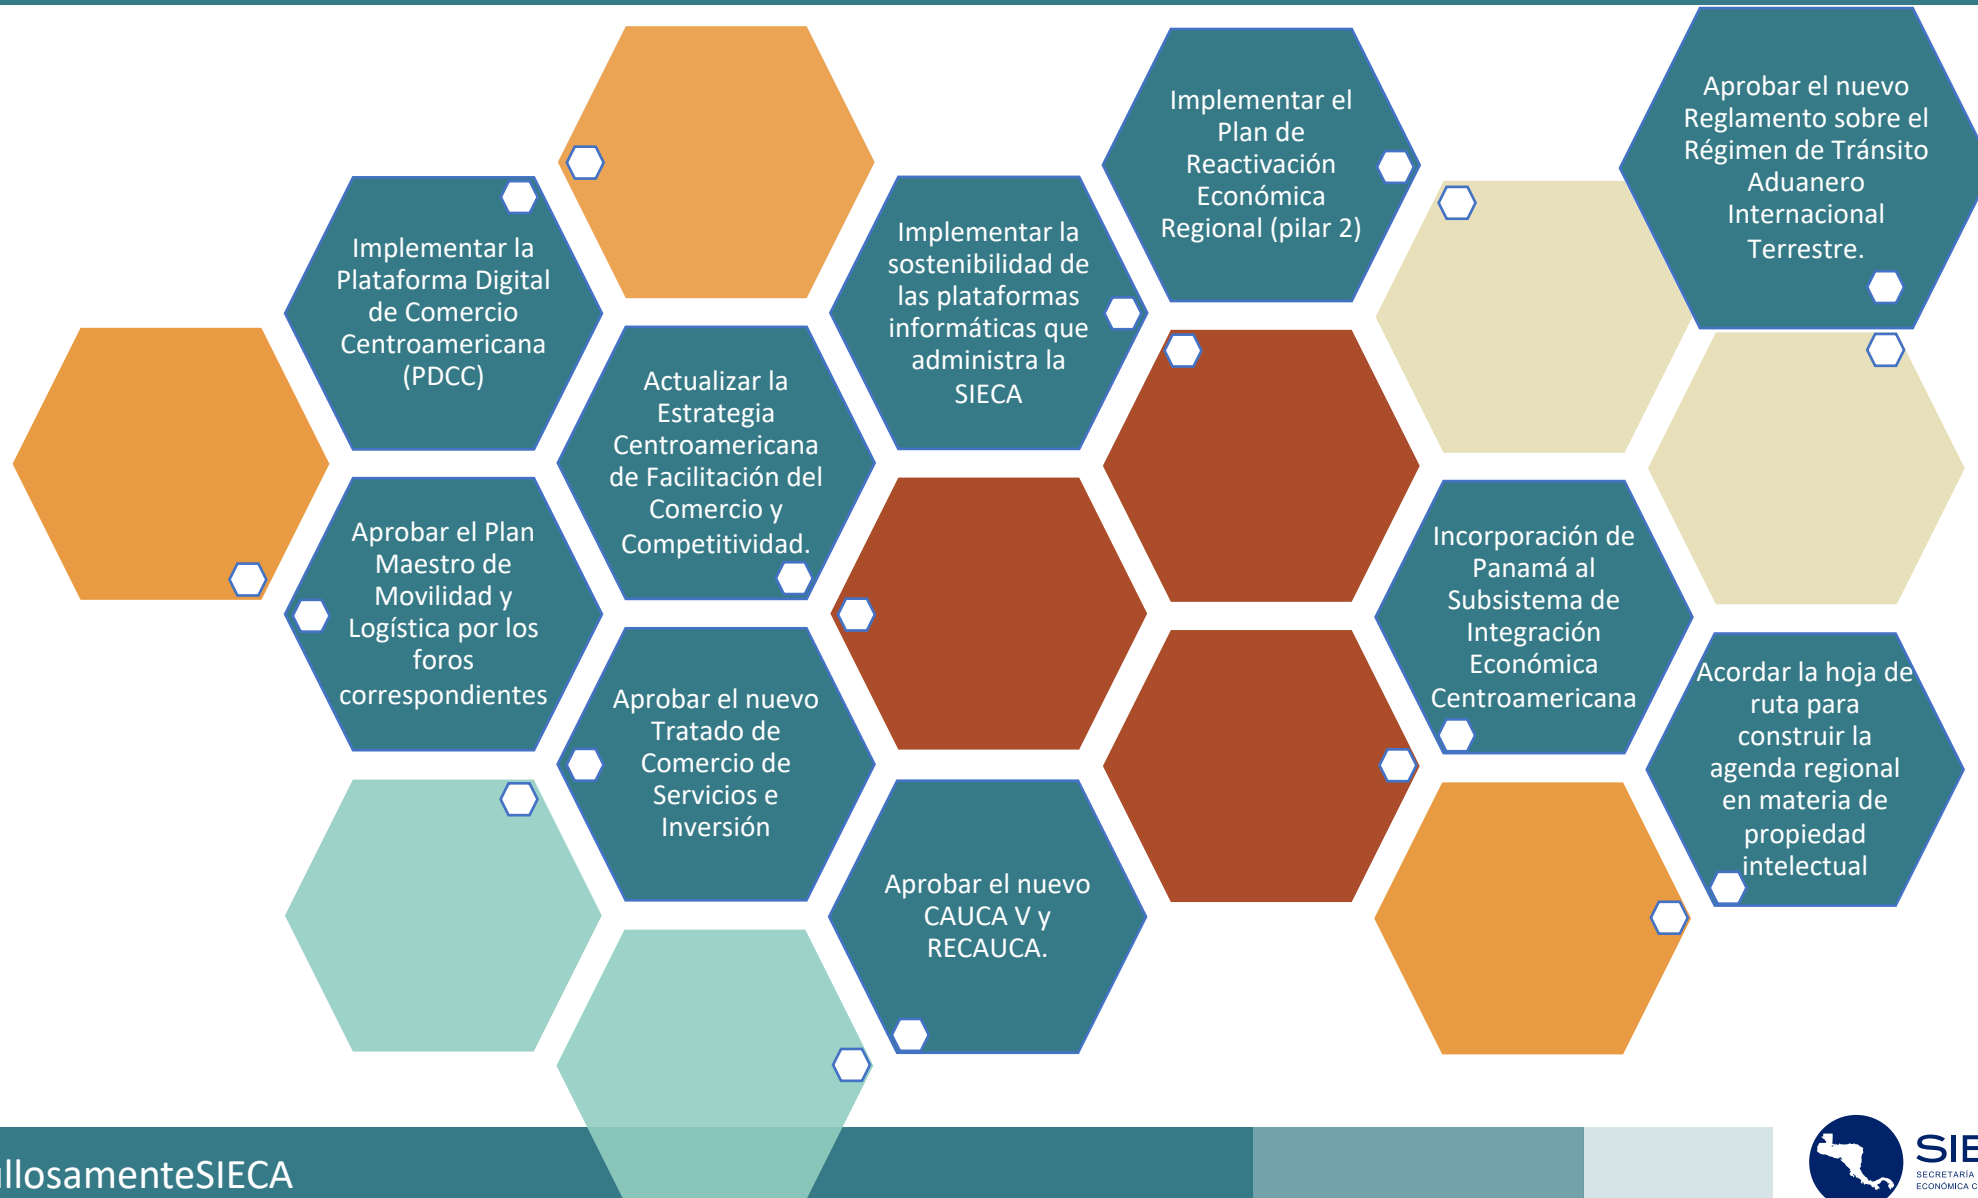 Implementar la
Plataforma Digital
de Comercio
Centroamericana
(PDCC)
Aprobar el Plan
Maestro de
Movilidad y
Logística por los
foros
correspondientes
Actualizar la
Estrategia
Centroamericana
de Facilitación del
Comercio y
Competitividad.
Aprobar el nuevo
Tratado de
Comercio de
Servicios e
Inversión
Implementar la
sostenibilidad de
las plataformas
informáticas que
administra la
SIECA
Aprobar el nuevo
CAUCA V y
RECAUCA.
Implementar el
Plan de
Reactivación
Económica
Regional (pilar 2)
Incorporación de
Panamá al
Subsistema de
Integración
Económica
Centroamericana
Aprobar el nuevo
Reglamento sobre el
Régimen de Tránsito
Aduanero
Internacional
Terrestre.
Acordar la hoja de
ruta para
construir la
agenda regional
en materia de
propiedad
intelectual
llosamenteSIECA
SIE
SECRETARÍA
ECONÓMICA C